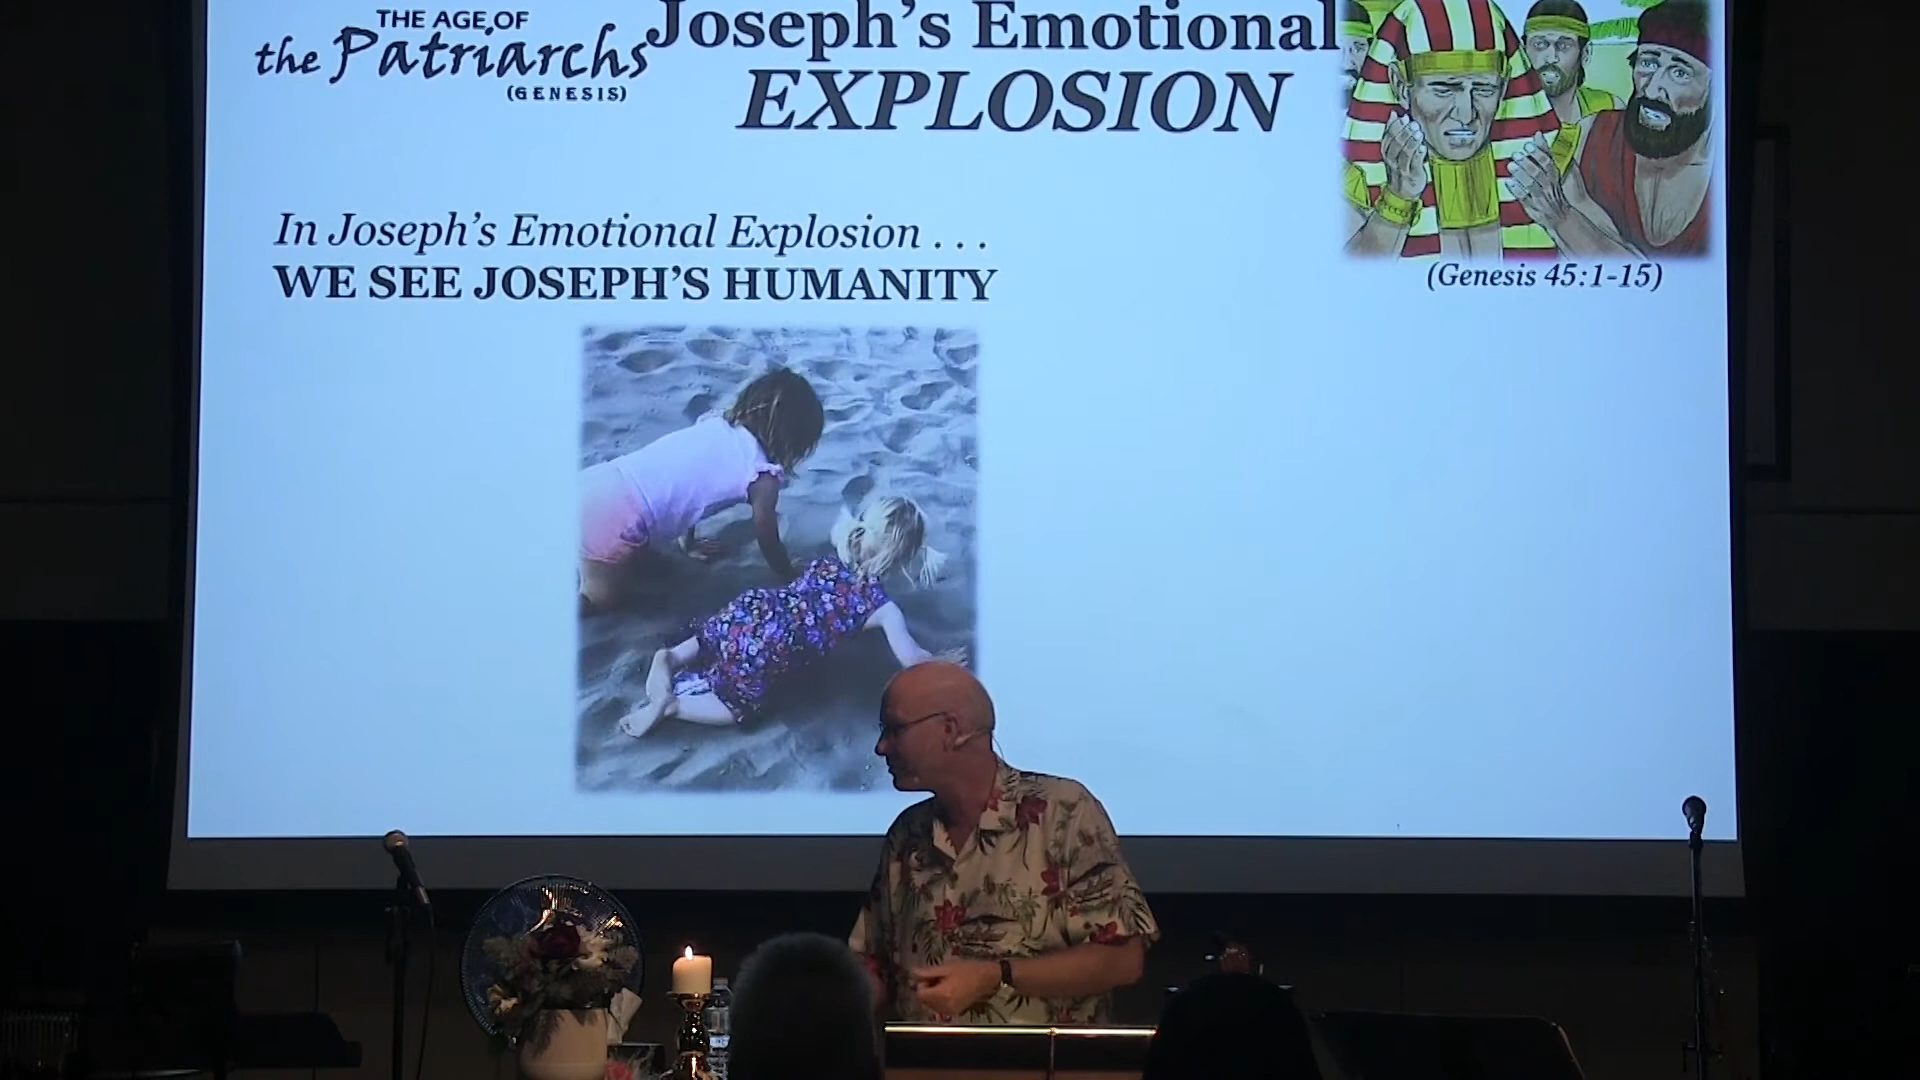 THE AGE OF
the Patriarchs
(GENESIS)
Joseph's Emotional
EXPLOSION
(Genesis 45:1-15)
In Joseph's Emotional Explosion . . .
WE SEE JOSEPH'S HUMANITY